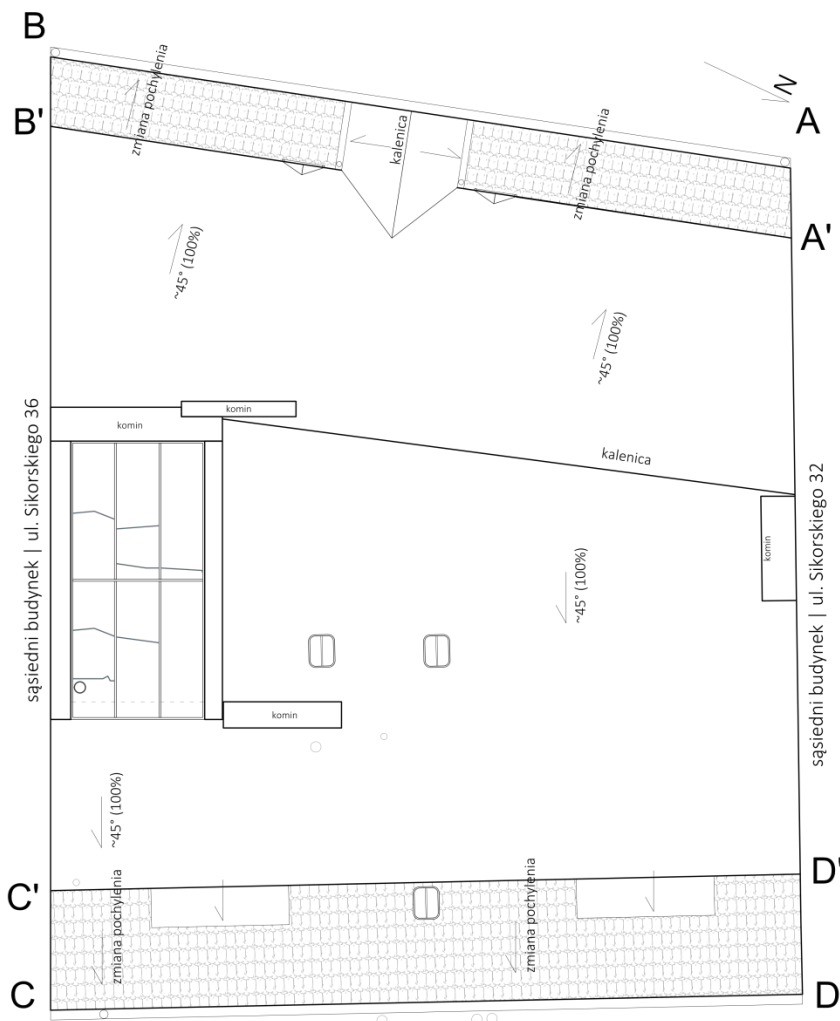 B
zmiana pochylenia
N
A
B'
kalenica
zmiana pochylenia
A'
~45° (100%)
~45° (100%)
komin
komin
kalenica
sąsiedni budynek | ul. Sikorskiego 36
sąsiedni budynek | ul. Sikorskiego 32
komin
~45° (100%)
komin
~45° (100%)
C'
D'
zmiana pochylenia
zmiana pochylenia
C
D